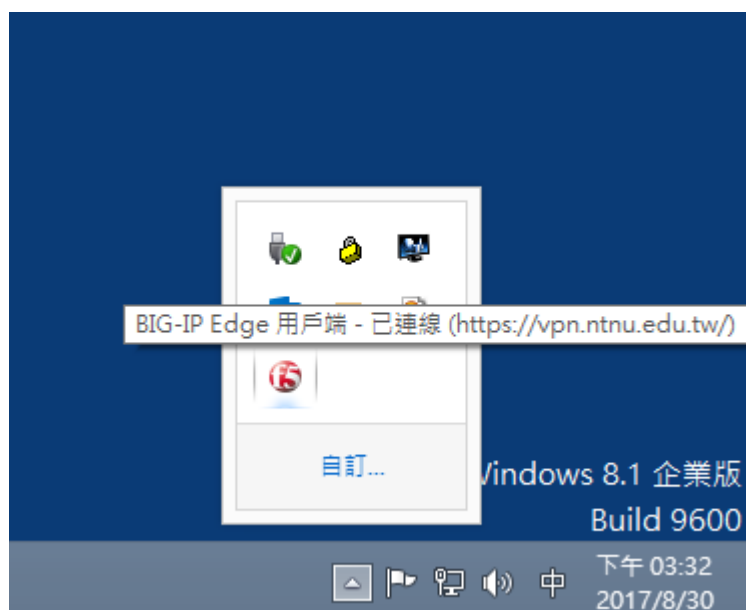 BIG-IP Edge 用戶端 - 已連線 (https://vpn.ntnu.edu.tw/)
f5
自訂...
Windows 8.1 企業版
Build 9600
中
下午 03:32
2017/8/30